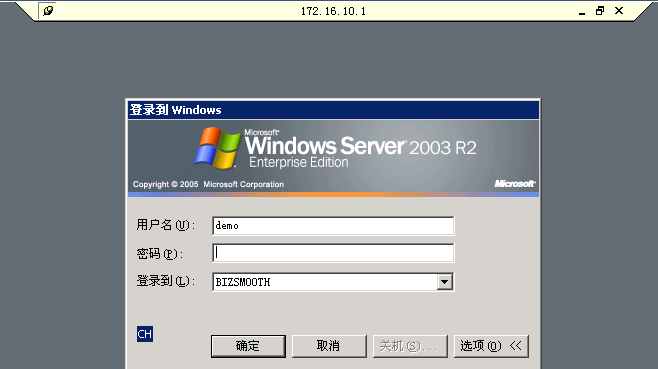 172.16.10.1
登录到 Windows
Microsoft
Windows Server 2003 R2
Enterprise Edition
Copyright © 2005 Microsoft Corporation
Microsoft
用户名(U):
demo
密码(P):
登录到(L):
BIZSMOOTH
CH
确定
取消
关机(S)...
选项(O) <<